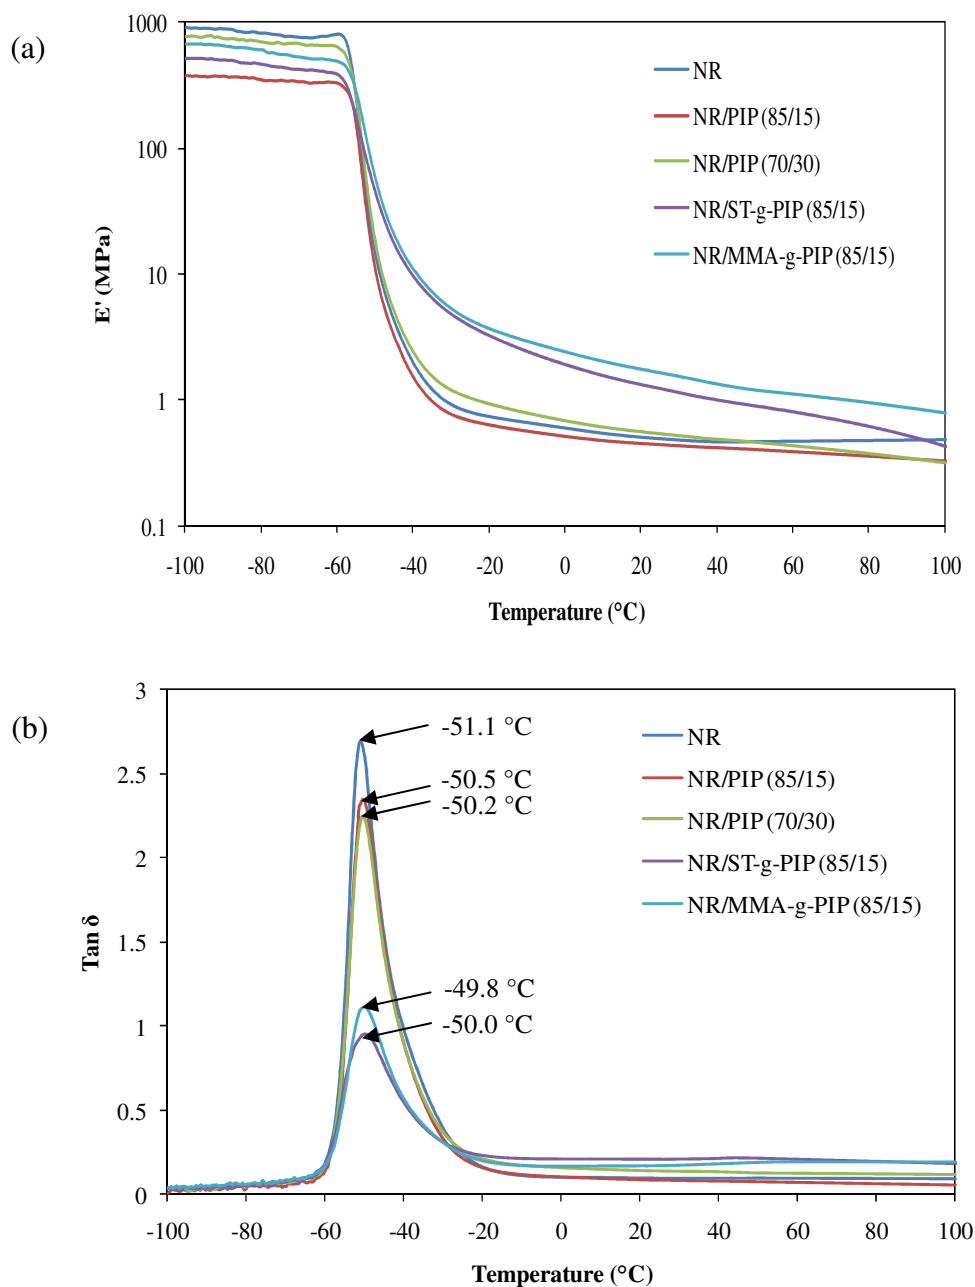 (a)
1000
100
10
1
0.1
E' (MPa)
-100 -80 -60 -40 -20 0 20 40 60 80 100
Temperature (°C)
NR
NR/PIP (85/15)
NR/PIP (70/30)
NR/ST-g-PIP (85/15)
NR/MMA-g-PIP (85/15)
(b)
3
2.5
2
1.5
1
0.5
0
Tan δ
-100 -80 -60 -40 -20 0 20 40 60 80 100
Temperature (°C)
-51.1 °C
-50.5 °C
-50.2 °C
-49.8 °C
-50.0 °C
NR
NR/PIP (85/15)
NR/PIP (70/30)
NR/ST-g-PIP (85/15)
NR/MMA-g-PIP (85/15)